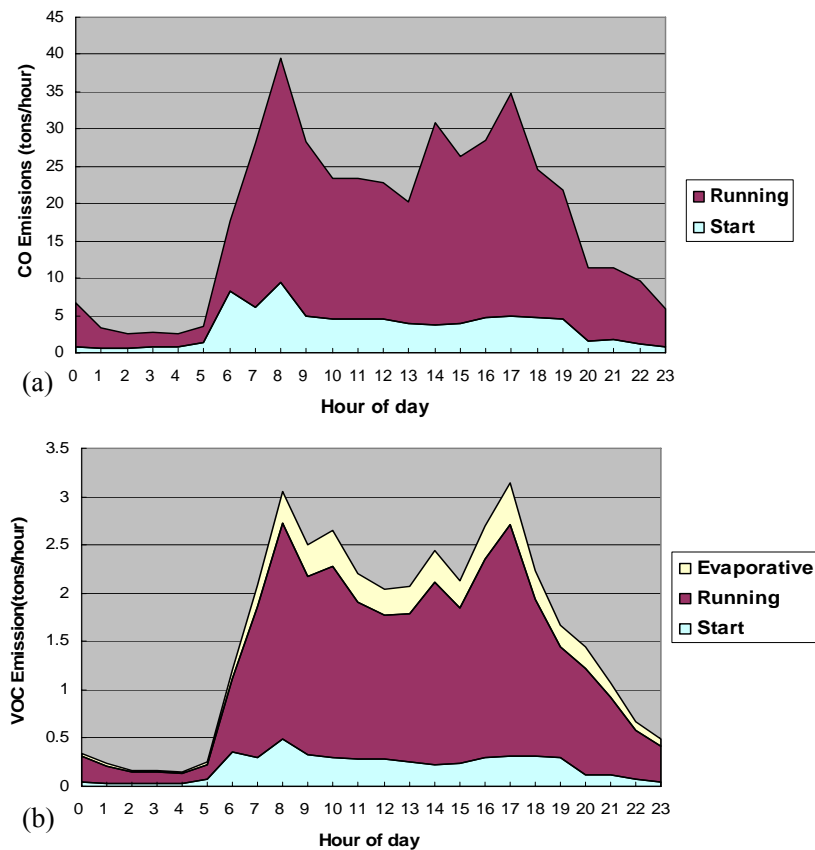 45
40
35
30
25
20
15
10
5
0
CO Emissions (tons/hour)
Running
Start
(a)
0 1 2 3 4 5 6 7 8 9 10 11 12 13 14 15 16 17 18 19 20 21 22 23
Hour of day
3.5
3
2.5
2
1.5
1
0.5
0
VOC Emission(tons/hour)
Evaporative
Running
Start
(b)
0 1 2 3 4 5 6 7 8 9 10 11 12 13 14 15 16 17 18 19 20 21 22 23
Hour of day